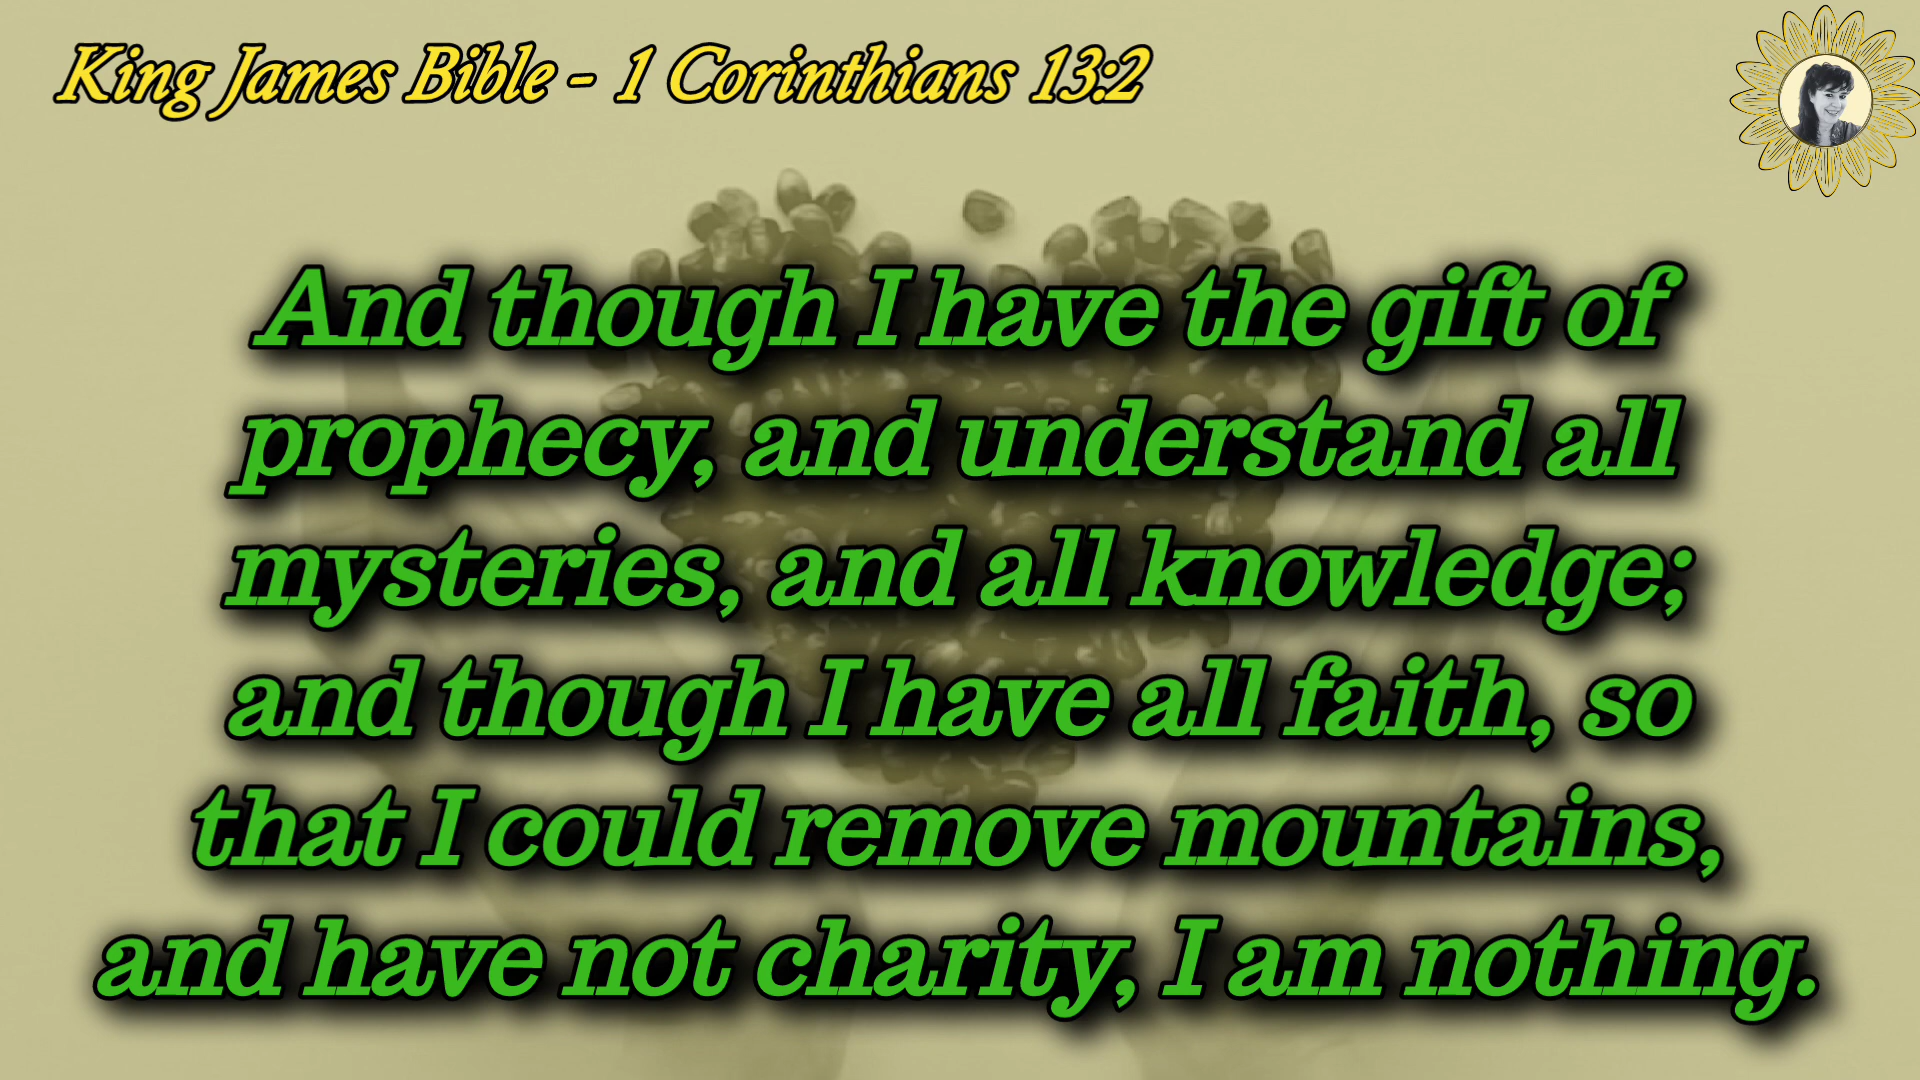 King James Bible - 1 Corinthians 13:2
And though I have the gift of
prophecy, and understand all
mysteries, and all knowledge;
and though I have all faith, so
that I could remove mountains,
and have not charity, I am nothing.